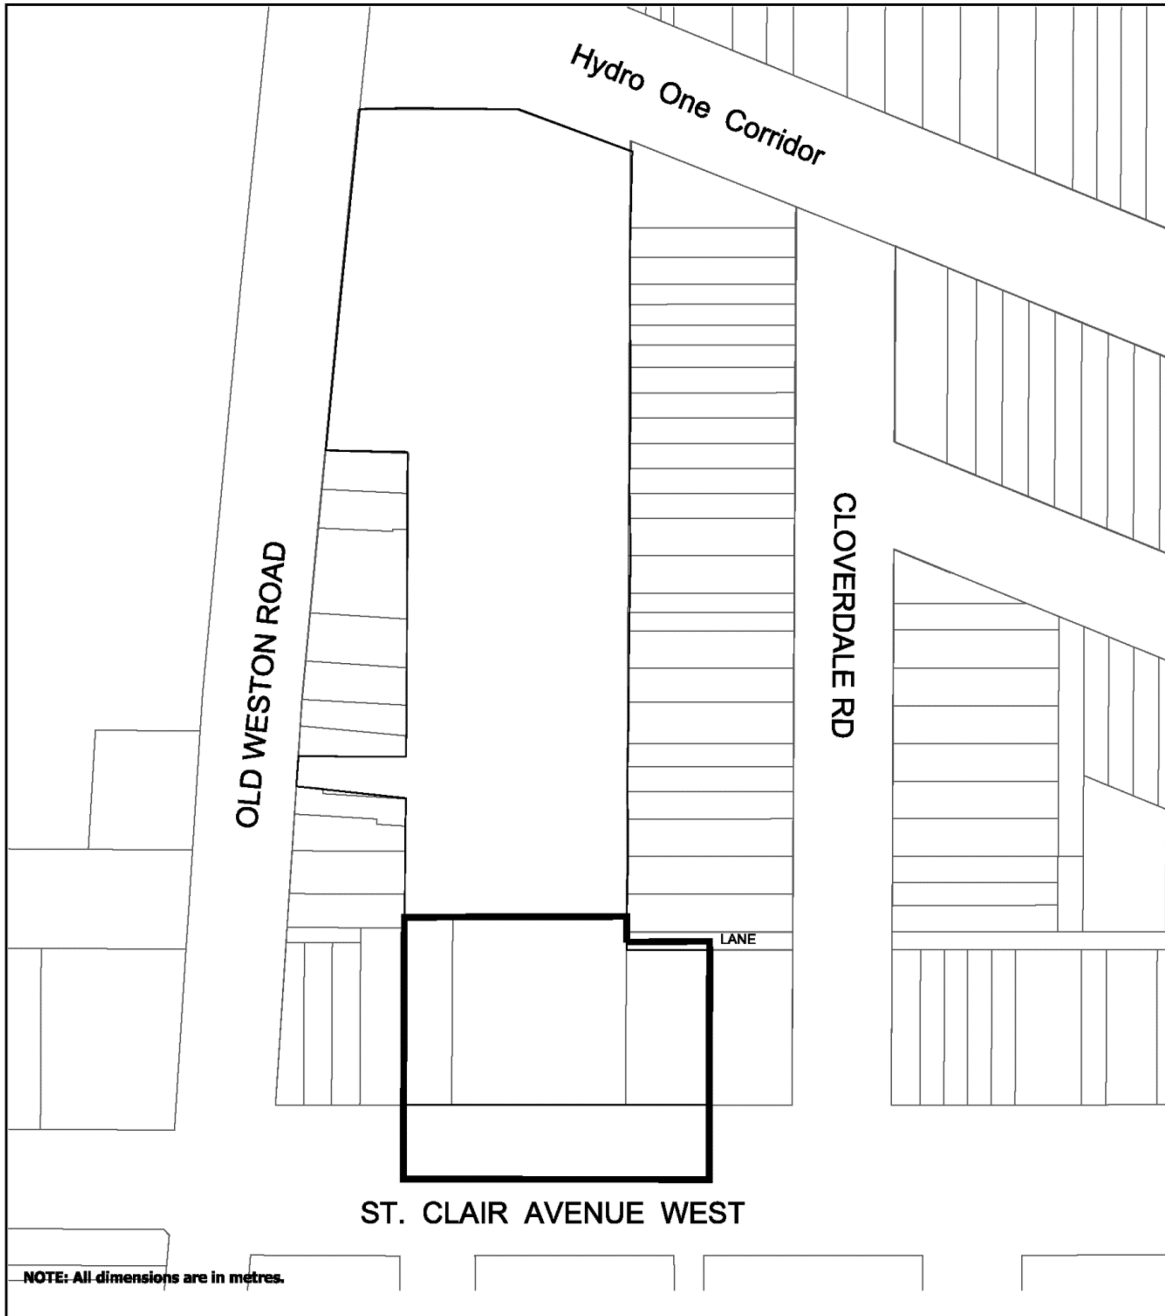 Hydro One Corridor
CLOVERDALE RD
OLD WESTON ROAD
LANE
ST. CLAIR AVENUE WEST
NOTE: All dimensions are in metres.